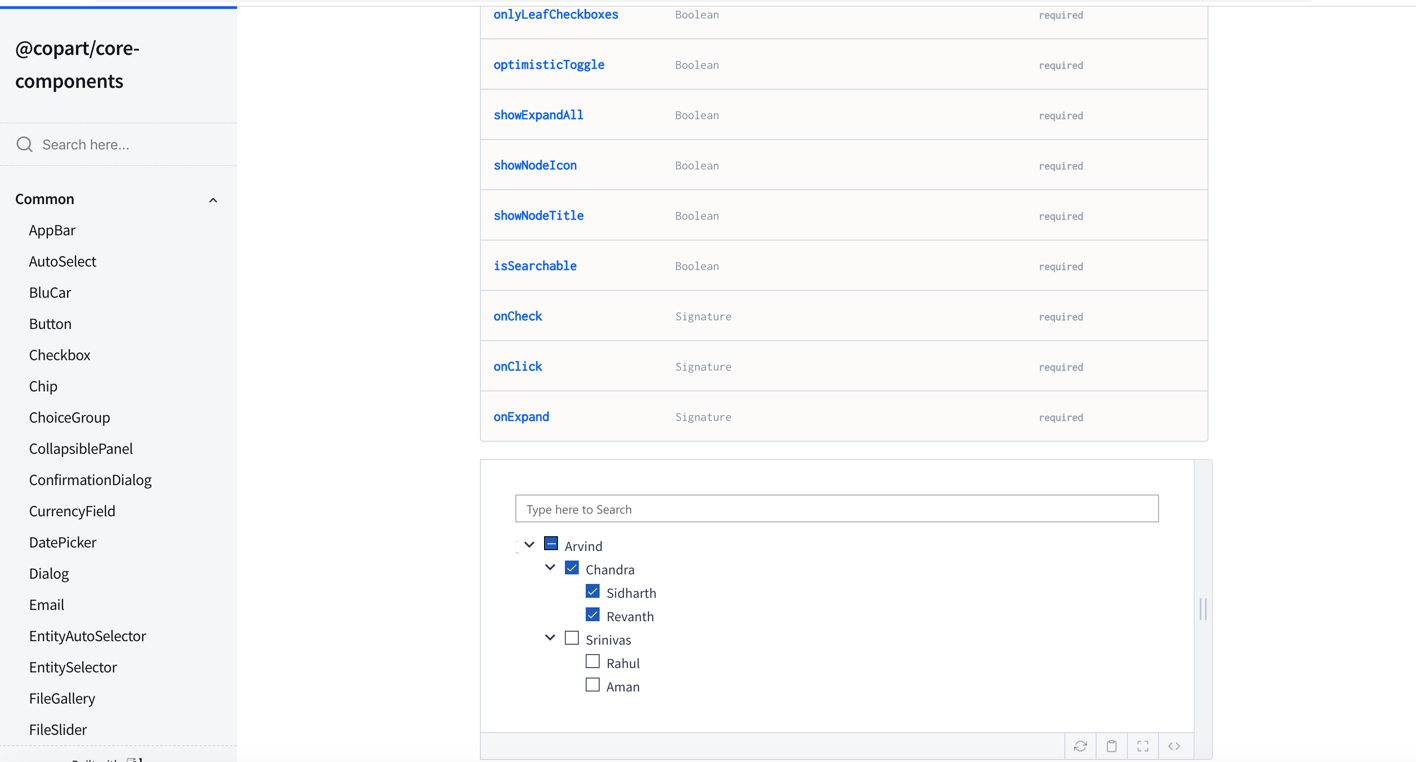 @copart/core-
components
Search here...
Common
AppBar
AutoSelect
BluCar
Button
Checkbox
Chip
ChoiceGroup
CollapsiblePanel
ConfirmationDialog
CurrencyField
DatePicker
Dialog
Email
EntityAutoSelector
EntitySelector
FileGallery
FileSlider
onlyLeafCheckboxes Boolean required
optimisticToggle Boolean required
showExpandAll Boolean required
showNodeIcon Boolean required
showNodeTitle Boolean required
isSearchable Boolean required
onCheck Signature required
onClick Signature required
onExpand Signature required
Type here to Search
Arvind
Chandra
Sidharth
Revanth
Srinivas
Rahul
Aman